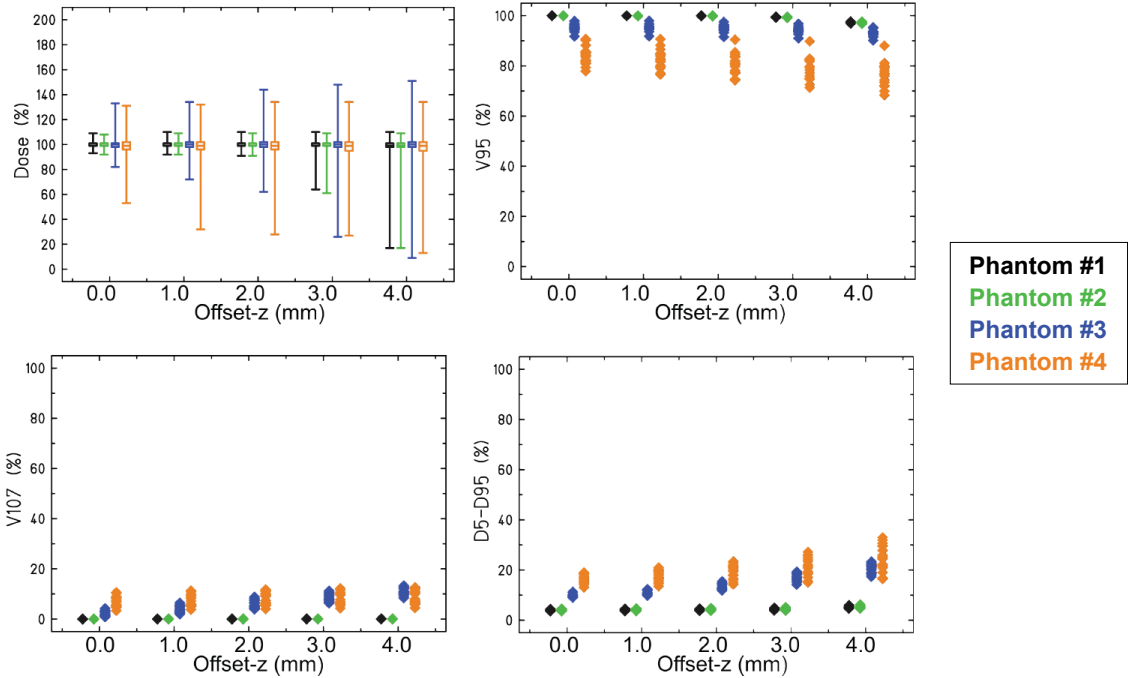 Dose (%)
200
180
160
140
120
100
80
60
40
20
0
0.0 1.0 2.0 3.0 4.0
Offset-z (mm)
V95 (%)
100
80
60
40
20
0
0.0 1.0 2.0 3.0 4.0
Offset-z (mm)
Phantom #1
Phantom #2
Phantom #3
Phantom #4
V107 (%)
100
80
60
40
20
0
0.0 1.0 2.0 3.0 4.0
Offset-z (mm)
D5-D95 (%)
100
80
60
40
20
0
0.0 1.0 2.0 3.0 4.0
Offset-z (mm)